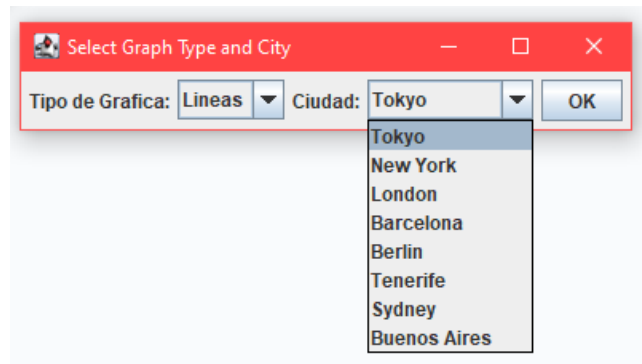 Select Graph Type and City
Tipo de Grafica: Lineas Ciudad: Tokyo OK
Tokyo
New York
London
Barcelona
Berlin
Tenerife
Sydney
Buenos Aires